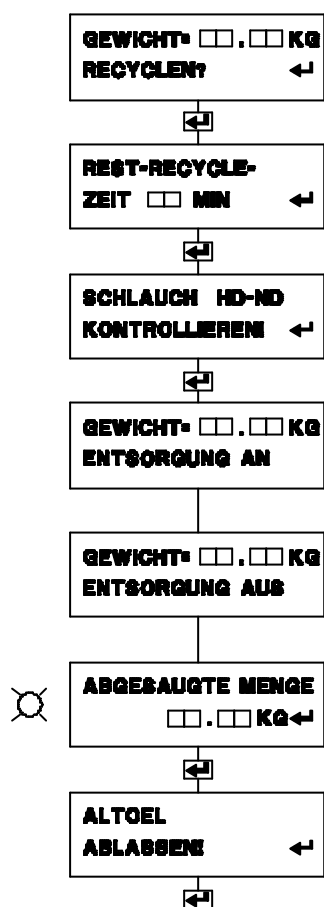 GEWICHT= □□.□□ KG
RECYCLEN? ↵
↵
REST-RECYCLE-
ZEIT □□ MIN ↵
↵
SCHLAUCH HD-ND
KONTROLLIEREN! ↵
↵
GEWICHT= □□.□□ KG
ENTSORGUNG AN
GEWICHT= □□.□□ KG
ENTSORGUNG AUS
ABGESAUGTE MENGE
□□.□□ KG ↵
↵
ALTOEL
ABLASSEN! ↵
↵